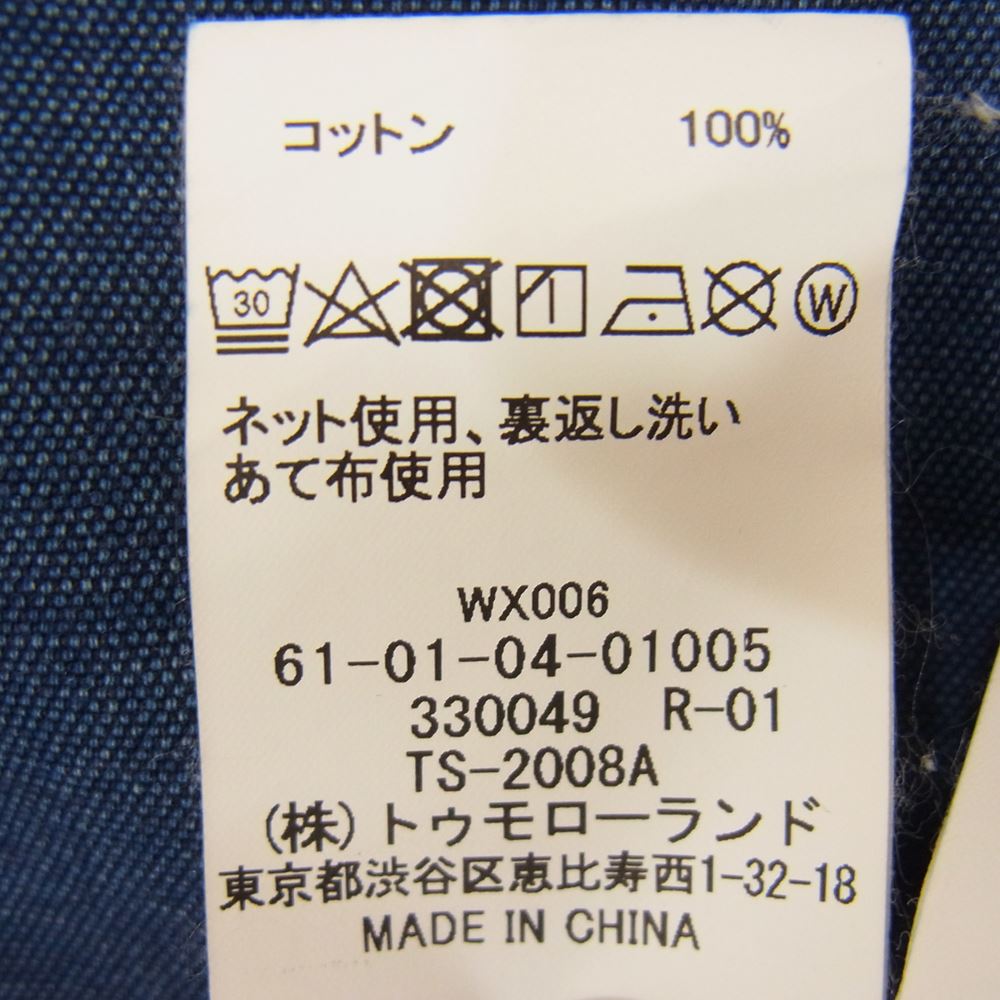 コットン 100%
30 W
ネット使用、裏返し洗い
あて布使用
WX006
61-01-04-01005
330049 R-01
TS-2008A
(株)トゥモローランド
東京都渋谷区恵比寿西1-32-18
MADE IN CHINA